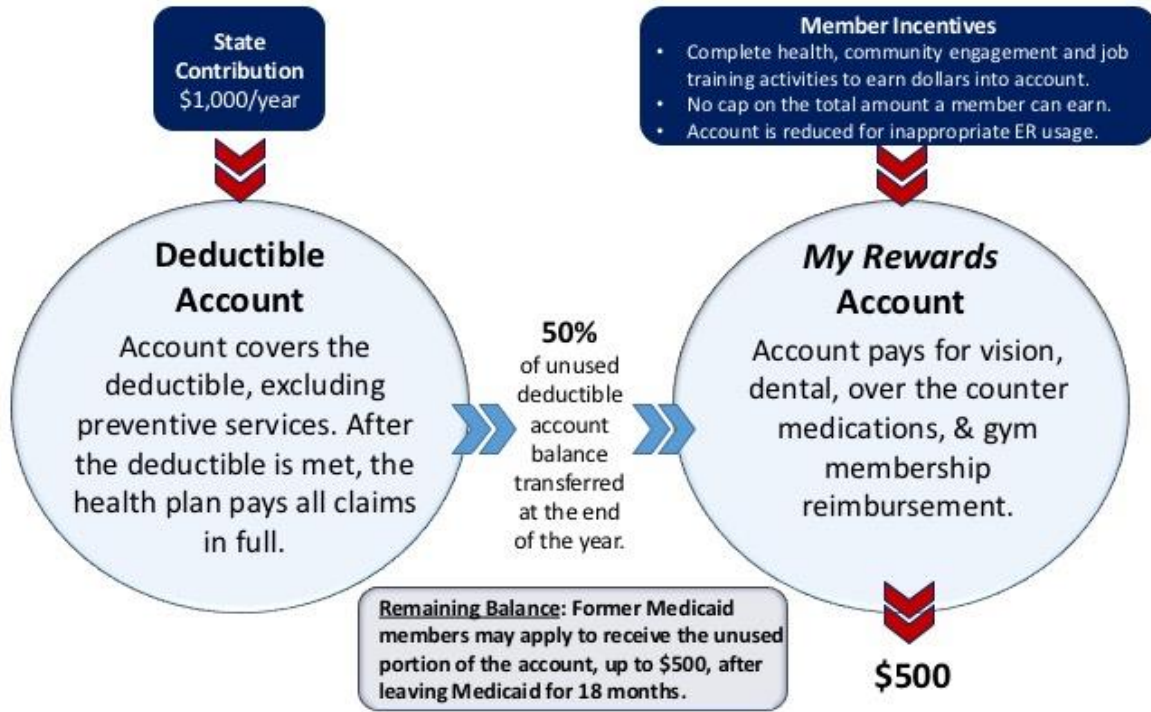 State
Contribution
$1,000/year
Member Incentives
• Complete health, community engagement and job
training activities to earn dollars into account.
• No cap on the total amount a member can earn.
• Account is reduced for inappropriate ER usage.
Deductible
Account
Account covers the
deductible, excluding
preventive services. After
the deductible is met, the
health plan pays all claims
in full.
50%
of unused
deductible
account
balance
transferred
at the end
of the year.
My Rewards
Account
Account pays for vision,
dental, over the counter
medications, & gym
membership
reimbursement.
Remaining Balance: Former Medicaid
members may apply to receive the unused
portion of the account, up to $500, after
leaving Medicaid for 18 months.
$500